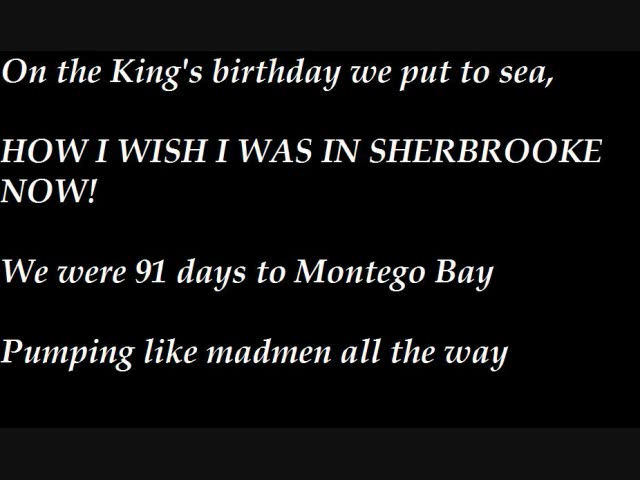 On the King's birthday we put to sea,
HOW I WISH I WAS IN SHERBROOKE
NOW!
We were 91 days to Montego Bay
Pumping like madmen all the way